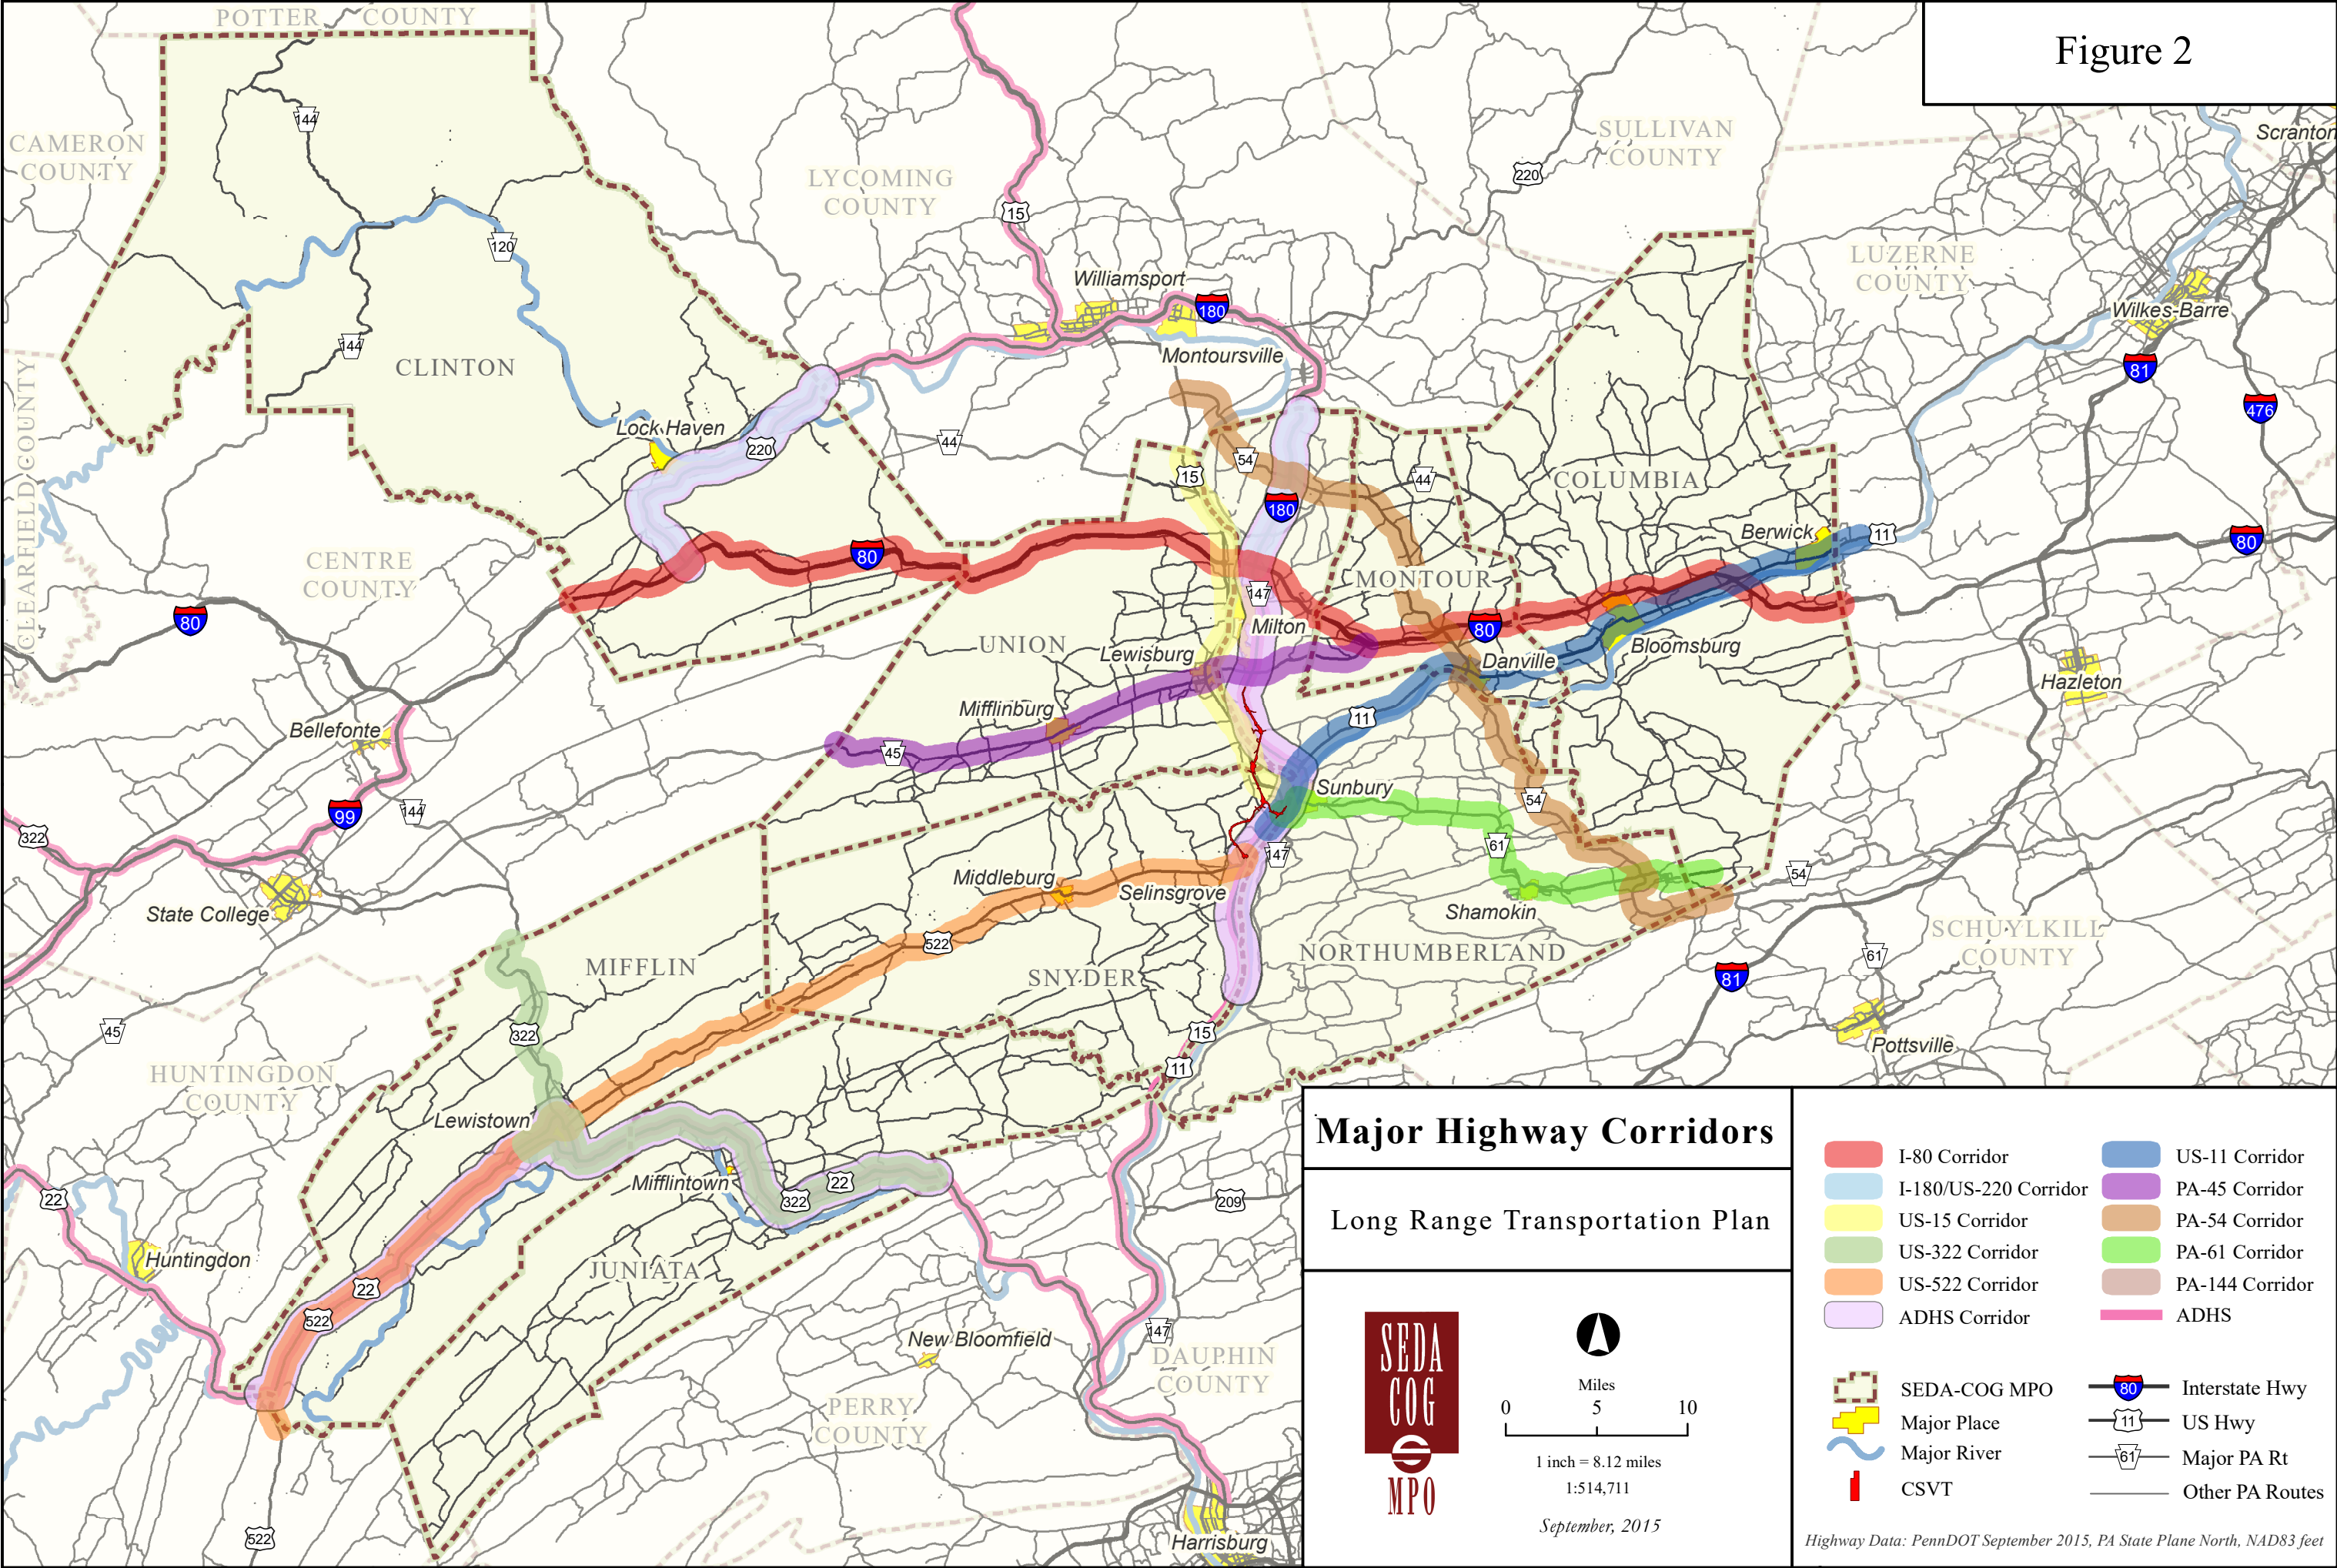 POTTER COUNTY
Figure 2
Scranton
144
CAMERON
COUNTY
SULLIVAN
COUNTY
220
LYCOMING
COUNTY
15
120
LUZERNE
COUNTY
Williamsport
180
Wilkes-Barre
144
CLINTON
Montoursville
81
476
Lock Haven
220
44
54
15
44
COLUMBIA
180
Berwick
11
80
CLEARFIELD COUNTY
CENTRE
COUNTY
80
MONTOUR
147
80
Milton
80
UNION
Lewisburg
Danville
Bloomsburg
Hazleton
Mifflinburg
11
Bellefonte
45
Sunbury
54
99
144
322
61
147
Middleburg
Selinsgrove
54
State College
Shamokin
522
NORTHUMBERLAND
SCHUYLKILL
COUNTY
MIFFLIN
SNYDER
61
81
45
322
15
Pottsville
11
HUNTINGDON
COUNTY
Lewistown
Mifflintown
22
322
22
209
Huntingdon
JUNIATA
22
522
New Bloomfield
147
DAUPHIN
COUNTY
PERRY
COUNTY
522
Harrisburg
Major Highway Corridors
Long Range Transportation Plan
SEDA
COG
MPO
Miles
0 5 10
1 inch = 8.12 miles
1:514,711
September, 2015
I-80 Corridor
I-180/US-220 Corridor
US-15 Corridor
US-322 Corridor
US-522 Corridor
ADHS Corridor
US-11 Corridor
PA-45 Corridor
PA-54 Corridor
PA-61 Corridor
PA-144 Corridor
ADHS
SEDA-COG MPO
Major Place
Major River
CSVT
80 Interstate Hwy
11 US Hwy
61 Major PA Rt
Other PA Routes
Highway Data: PennDOT September 2015, PA State Plane North, NAD83 feet